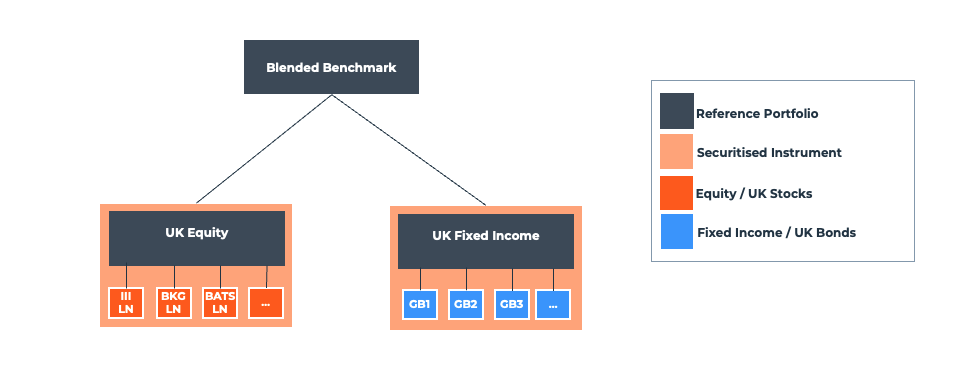 Blended Benchmark
Reference Portfolio
Securitised Instrument
Equity / UK Stocks
Fixed Income / UK Bonds
UK Equity
III
LN
BKG
LN
BATS
LN
...
UK Fixed Income
GB1
GB2
GB3
...